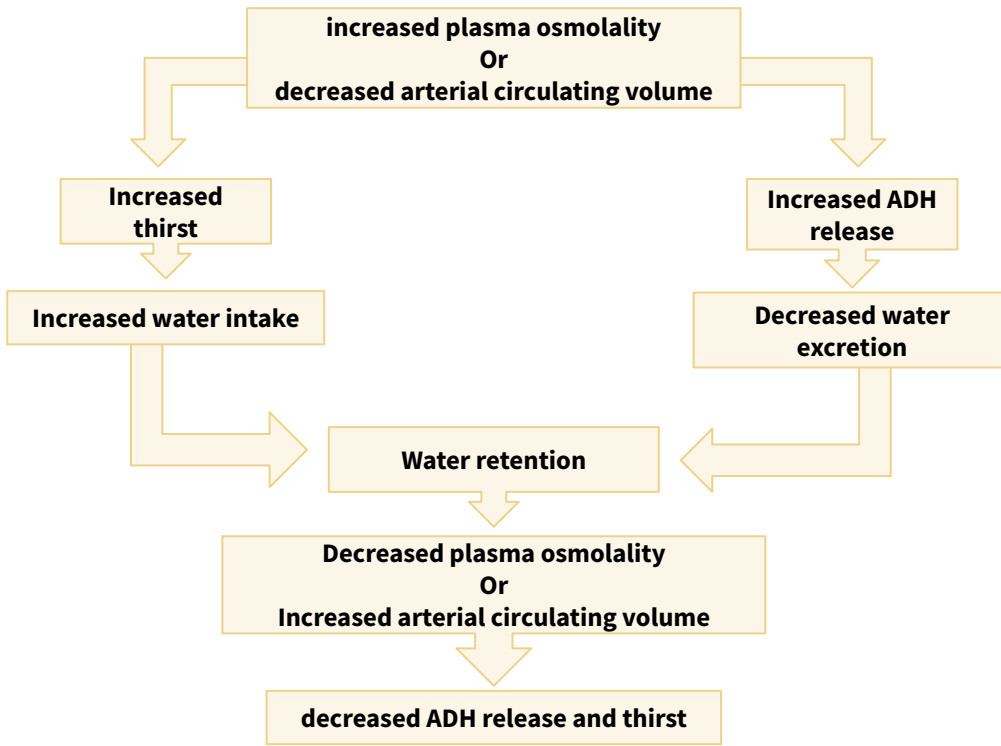 increased plasma osmolality
Or
decreased arterial circulating volume
Increased
thirst
Increased ADH
release
Increased water intake
Decreased water
excretion
Water retention
Decreased plasma osmolality
Or
Increased arterial circulating volume
decreased ADH release and thirst